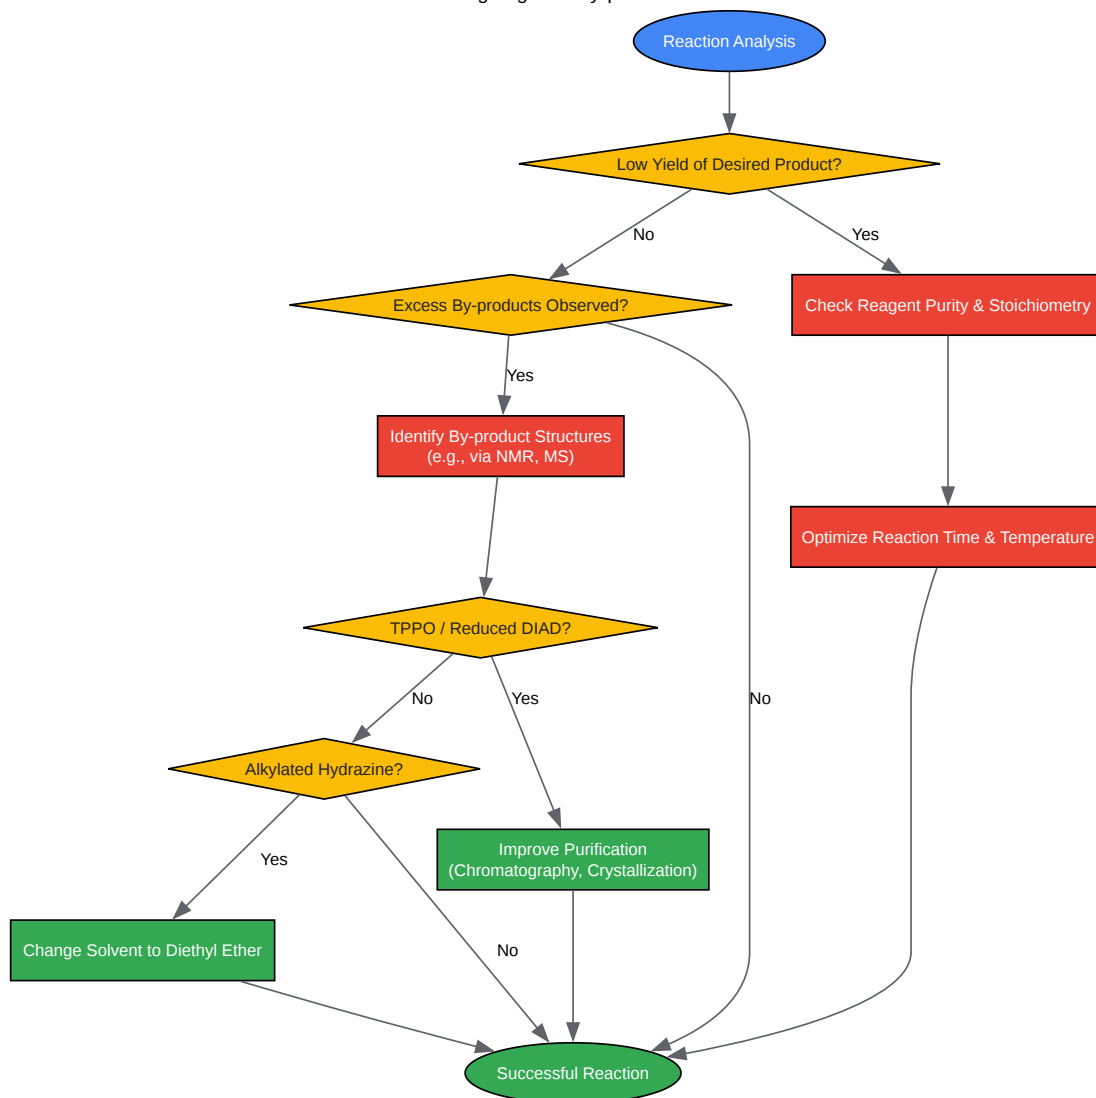 Reaction Analysis
Low Yield of Desired Product?
No
Yes
Excess By-products Observed?
Check Reagent Purity & Stoichiometry
Yes
Identify By-product Structures
(e.g., via NMR, MS)
Optimize Reaction Time & Temperature
TPPO / Reduced DIAD?
No
Yes
No
Alkylated Hydrazine?
Improve Purification
(Chromatography, Crystallization)
Yes
Change Solvent to Diethyl Ether
No
Successful Reaction